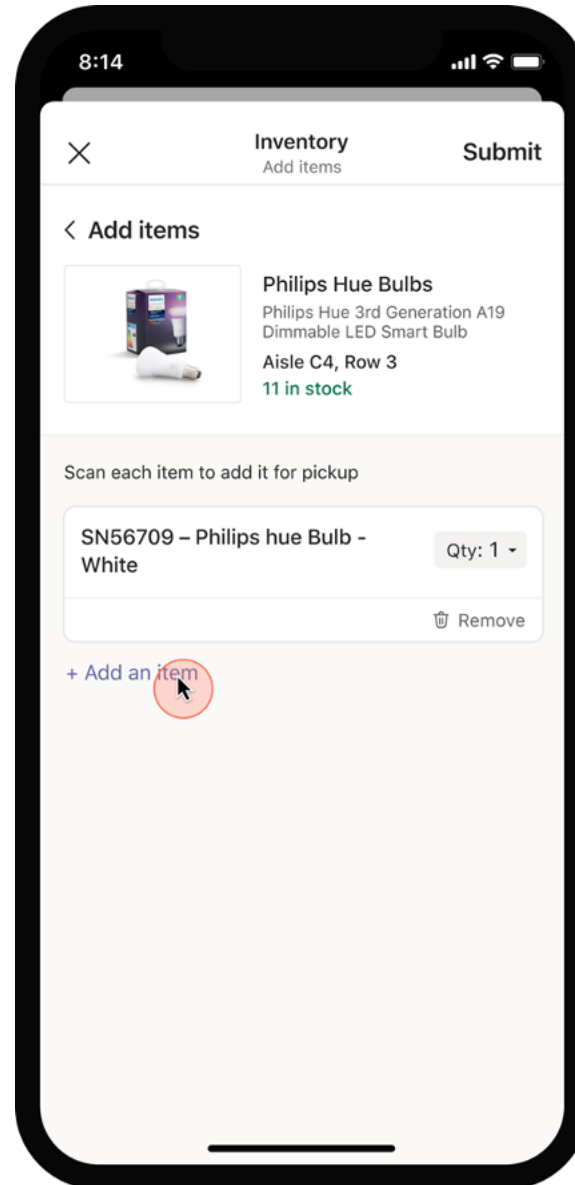 8:14
Inventory
Add items
Submit
Add items
Philips Hue Bulbs
Philips Hue 3rd Generation A19
Dimmable LED Smart Bulb
Aisle C4, Row 3
11 in stock
Scan each item to add it for pickup
SN56709 – Philips hue Bulb -
White
Qty: 1
Remove
+ Add an item